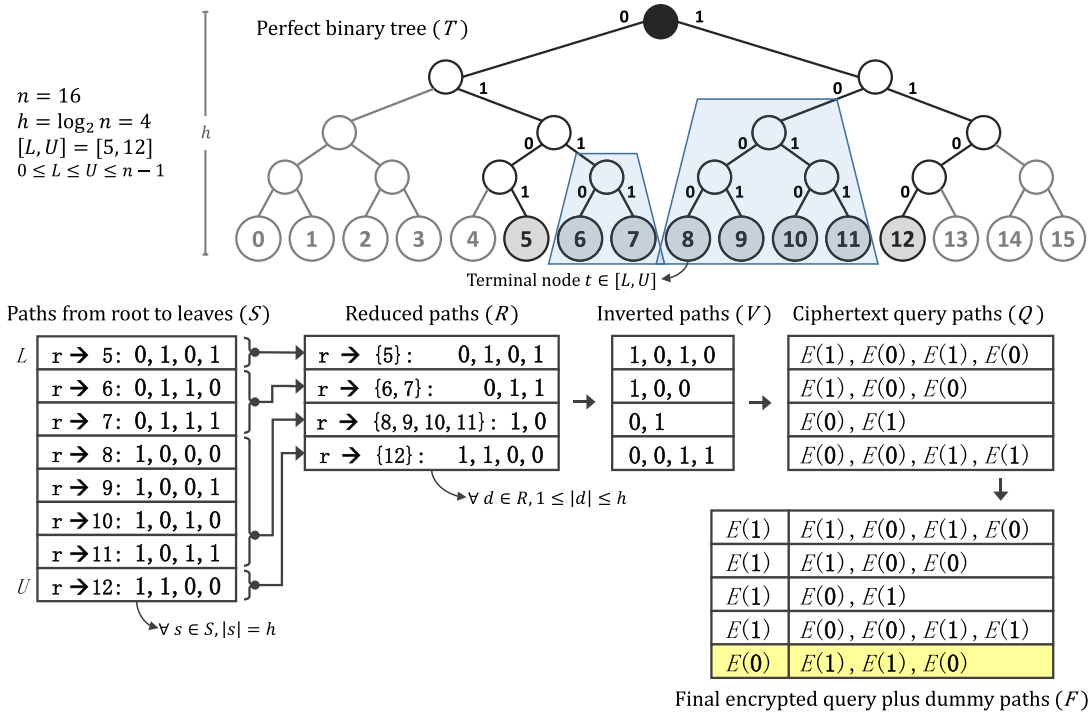 Perfect binary tree (T)
0 1
n = 16
h = log₂ n = 4
[L, U] = [5, 12]
0 ≤ L ≤ U ≤ n − 1
h
1 0 1
0 1 0 1
0 1 0 1 0 1 0
0 1 2 3 4 5 6 7 8 9 10 11 12 13 14 15
Terminal node t ∈ [L, U]
Paths from root to leaves (S)
L r → 5: 0, 1, 0, 1
r → 6: 0, 1, 1, 0
r → 7: 0, 1, 1, 1
r → 8: 1, 0, 0, 0
r → 9: 1, 0, 0, 1
r → 10: 1, 0, 1, 0
r → 11: 1, 0, 1, 1
U r → 12: 1, 1, 0, 0
∀ s ∈ S, |s| = h
Reduced paths (R)
r → {5}: 0, 1, 0, 1
r → {6, 7}: 0, 1, 1
r → {8, 9, 10, 11}: 1, 0
r → {12}: 1, 1, 0, 0
∀ d ∈ R, 1 ≤ |d| ≤ h
Inverted paths (V)
1, 0, 1, 0
1, 0, 0
0, 1
0, 0, 1, 1
Ciphertext query paths (Q)
E(1), E(0), E(1), E(0)
E(1), E(0), E(0)
E(0), E(1)
E(0), E(0), E(1), E(1)
E(1) E(1), E(0), E(1), E(0)
E(1) E(1), E(0), E(0)
E(1) E(0), E(1)
E(1) E(0), E(0), E(1), E(1)
E(0) E(1), E(1), E(0)
Final encrypted query plus dummy paths (F)